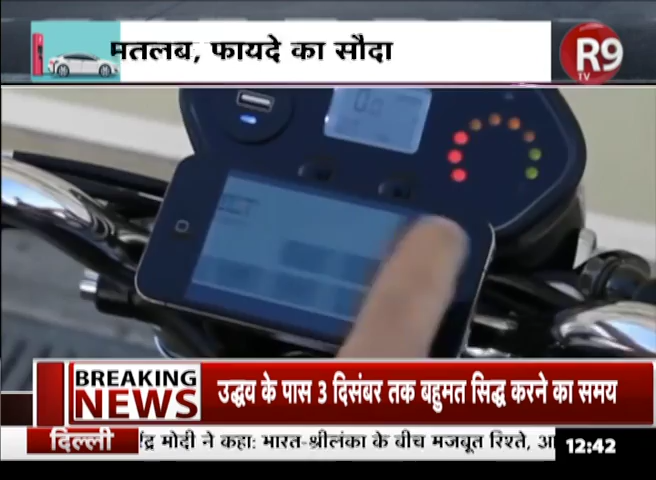 मतलब, फायदे का सौदा
R9
TV
BREAKING
NEWS
उद्धव के पास 3 दिसंबर तक बहुमत सिद्ध करने का समय
दिल्ली
मोदी ने कहा: भारत-श्रीलंका के बीच मजबूत रिश्ते,
12:42